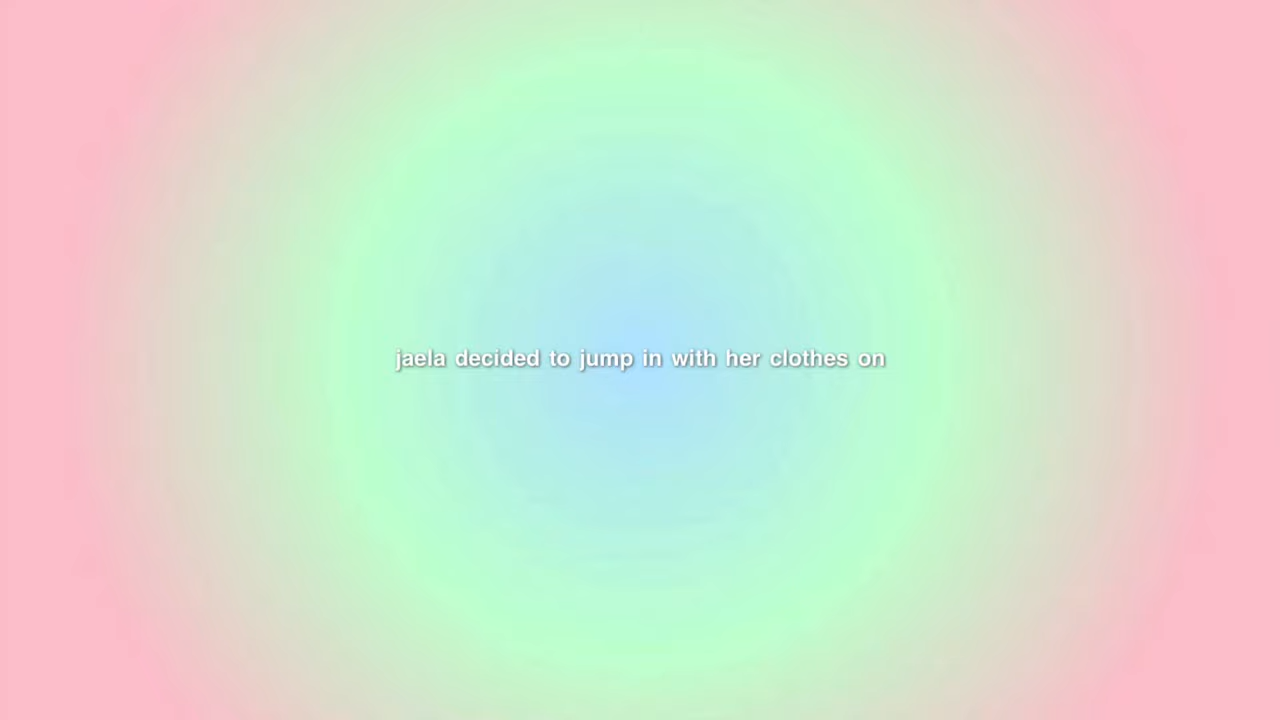 jaela decided to jump in with her clothes on